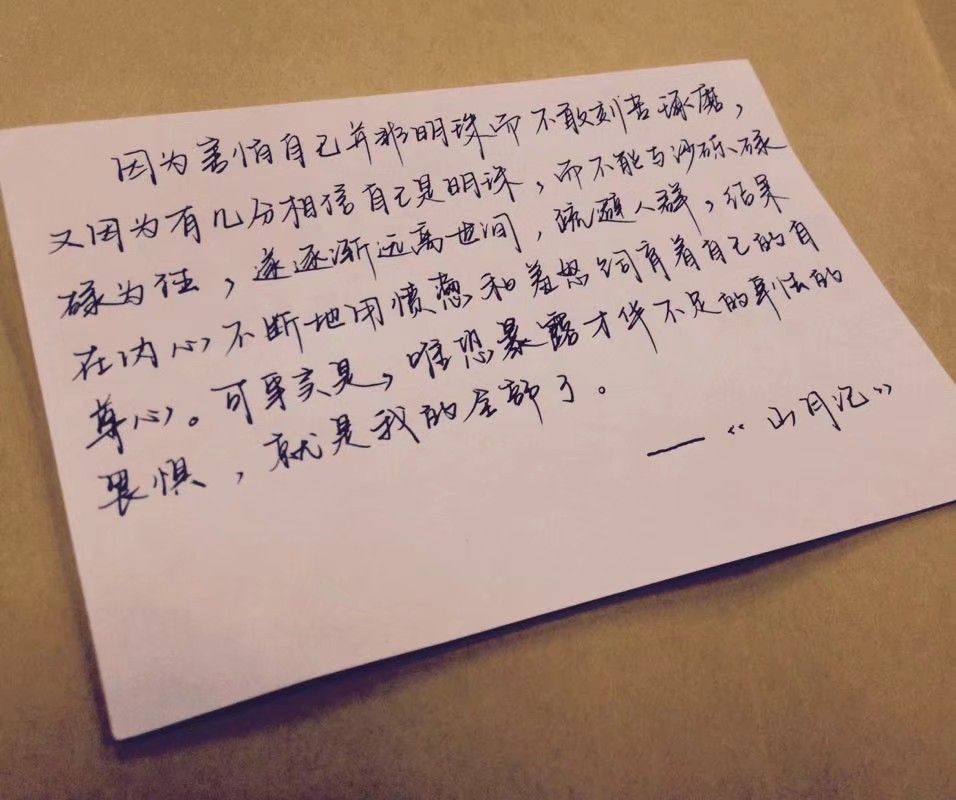 因为害怕自己并非明珠而不敢刻苦琢磨，
又因为有几分相信自己是明珠，而不能与沙砾碌
碌为往，遂逐渐远离世间，疏避人群，结果
在内心不断地用愤懑和羞怒饲育着自己的自
尊心。可事实是，唯恐暴露才华不足的卑怯的
畏惧，就是我的全部了。
——《山月记》